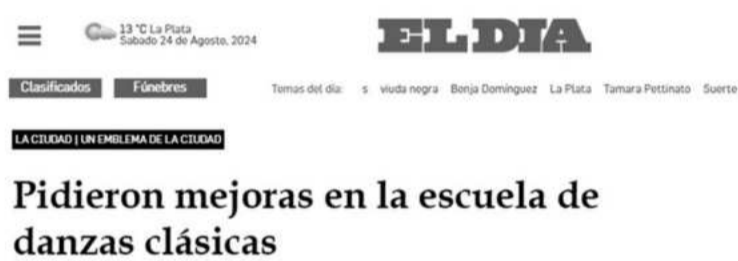 13 °C La Plata
Sabado 24 de Agosto, 2024
EL DIA
Clasificados Fúnebres Temas del día: s viuda negra Benja Domínguez La Plata Tamara Pettinato Suerte
LA CIUDAD | UN EMBLEMA DE LA CIUDAD
Pidieron mejoras en la escuela de
danzas clásicas